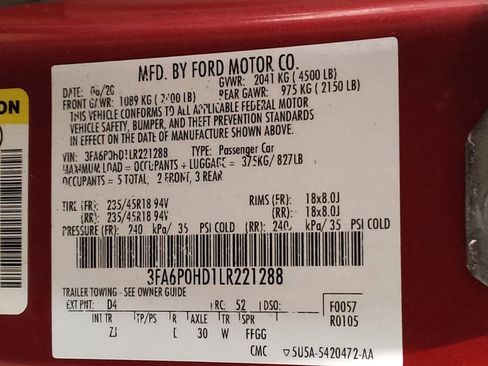 MFD. BY FORD MOTOR CO.
DATE: 06/20 GVWR: 2041 KG (4500 LB)
FRONT GAWR: 1089 KG (2400 LB) REAR GAWR: 975 KG (2150 LB)
THIS VEHICLE CONFORMS TO ALL APPLICABLE FEDERAL MOTOR
VEHICLE SAFETY, BUMPER, AND THEFT PREVENTION STANDARDS
IN EFFECT ON THE DATE OF MANUFACTURE SHOWN ABOVE.
VIN: 3FA6P0HD1LR221288 TYPE: Passenger Car
MAXIMUM LOAD = OCCUPANTS + LUGGAGE = 375KG / 827LB
OCCUPANTS = 5 TOTAL, 2 FRONT, 3 REAR
TIRE (FR): 235/45R18 94V RIMS (FR): 18x8.0J
(RR): 235/45R18 94V (RR): 18x8.0J
PRESSURE (FR): 240 kPa/ 35 PSI COLD (RR): 240 kPa/ 35 PSI COLD
3FA6P0HD1LR221288
TRAILER TOWING - SEE OWNER GUIDE
EXT PNT: D4 RC: 52 DSO: F0057
INT TR TP/PS R AXLE TR SPR R0105
ZJ 30 W FFGG
CMC ▽5U5A-5420472-AA
ON